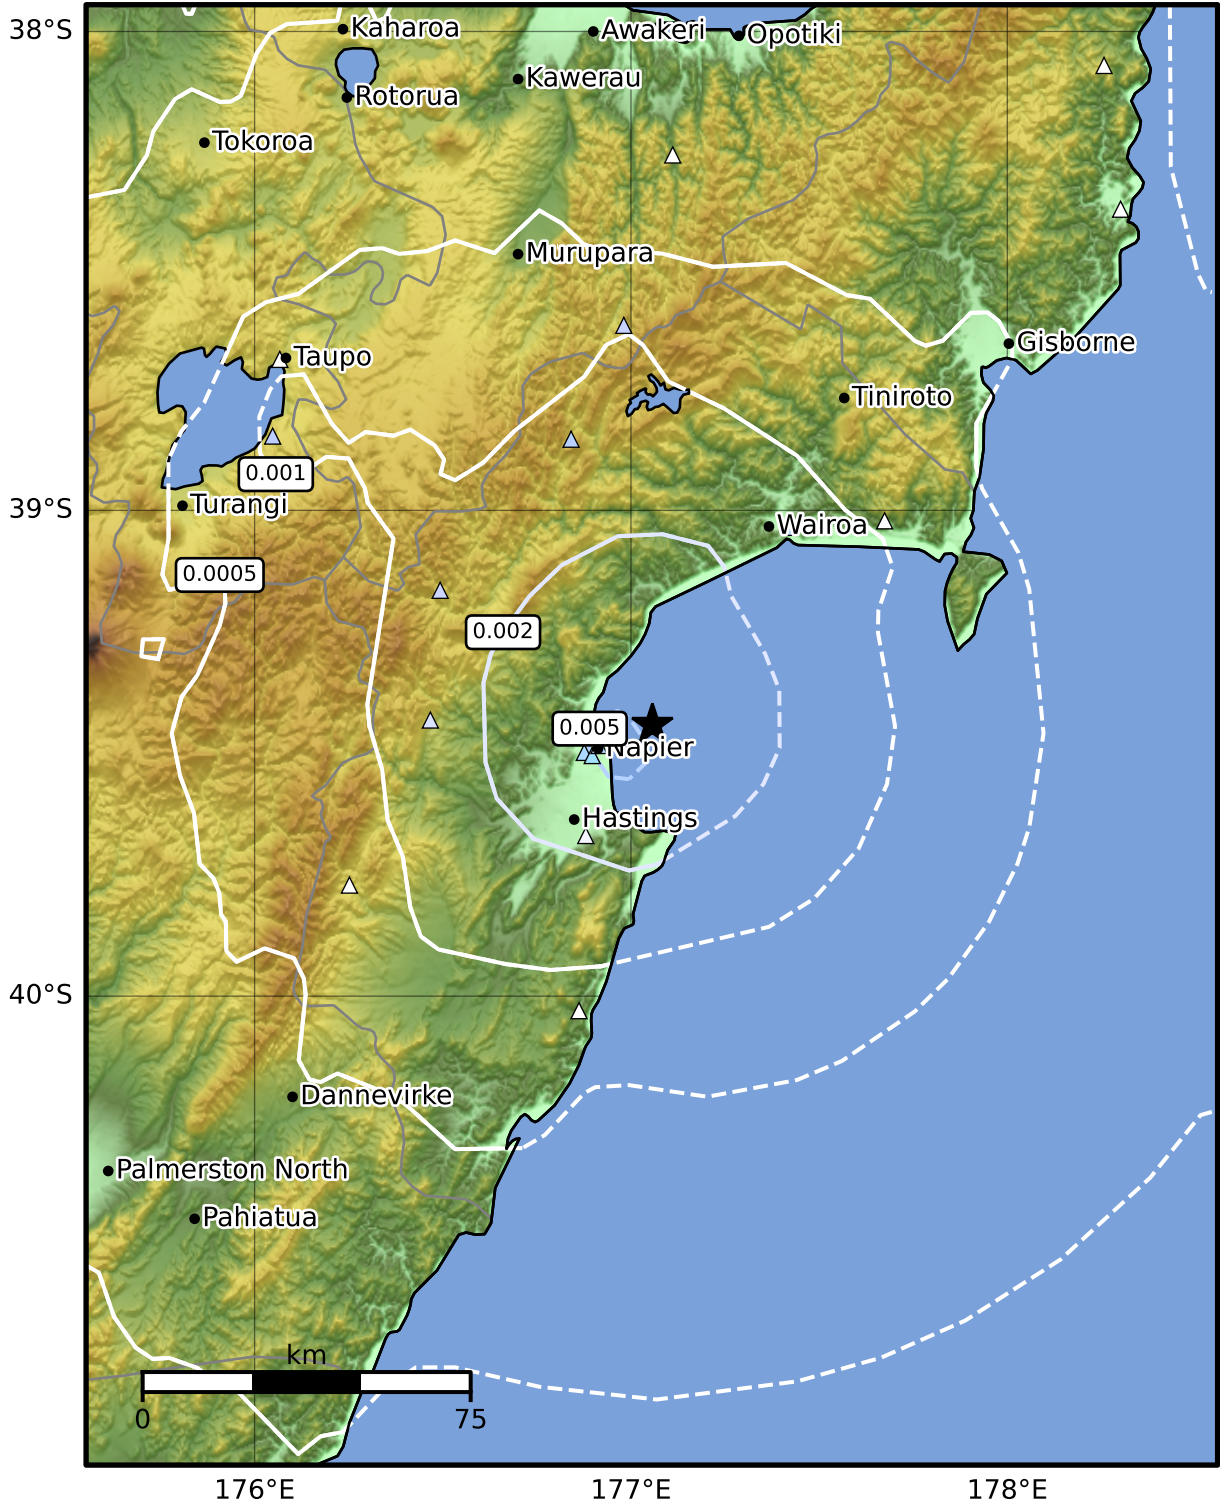 38°S
Kaharoa
Awakeri
Opotiki
Kawerau
Rotorua
Tokoroa
Murupara
Gisborne
Taupo
Tiniroto
0.001
Turangi
39°S
Wairoa
0.0005
0.002
0.005
Napier
Hastings
40°S
Dannevirke
Palmerston North
Pahiatua
km
0 75
176°E 177°E 178°E